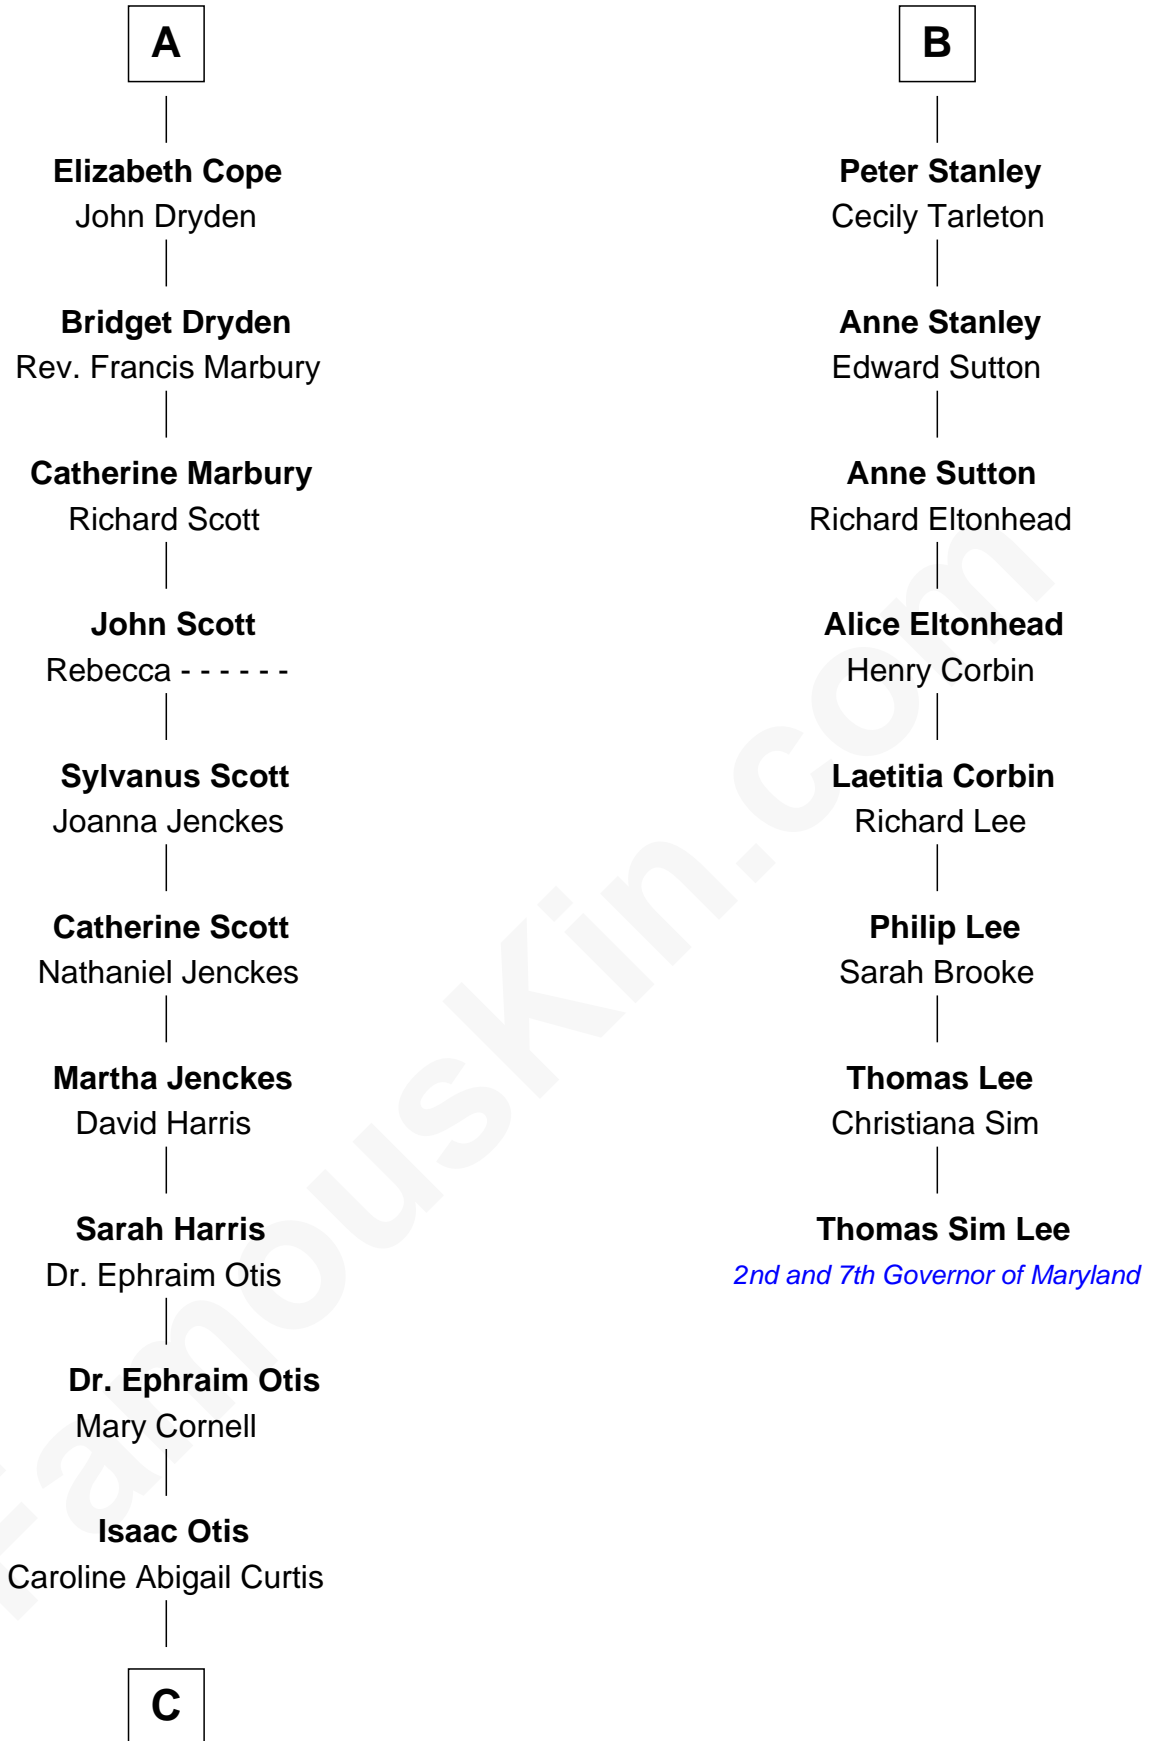 A
Elizabeth Cope
John Dryden
Bridget Dryden
Rev. Francis Marbury
Catherine Marbury
Richard Scott
John Scott
Rebecca - - - - - -
Sylvanus Scott
Joanna Jenckes
Catherine Scott
Nathaniel Jenckes
Martha Jenckes
David Harris
Sarah Harris
Dr. Ephraim Otis
Dr. Ephraim Otis
Mary Cornell
Isaac Otis
Caroline Abigail Curtis
C
B
Peter Stanley
Cecily Tarleton
Anne Stanley
Edward Sutton
Anne Sutton
Richard Eltonhead
Alice Eltonhead
Henry Corbin
Laetitia Corbin
Richard Lee
Philip Lee
Sarah Brooke
Thomas Lee
Christiana Sim
Thomas Sim Lee
2nd and 7th Governor of Maryland
FamousKin.com